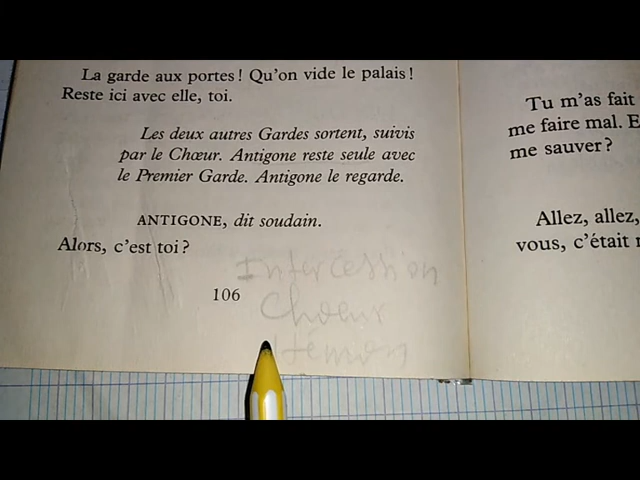 La garde aux portes ! Qu'on vide le palais !
Reste ici avec elle, toi.
Les deux autres Gardes sortent, suivis
par le Chœur. Antigone reste seule avec
le Premier Garde. Antigone le regarde.
ANTIGONE, dit soudain.
Alors, c'est toi ?
Intercession
106
Chœur
Hémon
Tu m'as fait
me faire mal. E
me sauver ?
Allez, allez,
vous, c'était